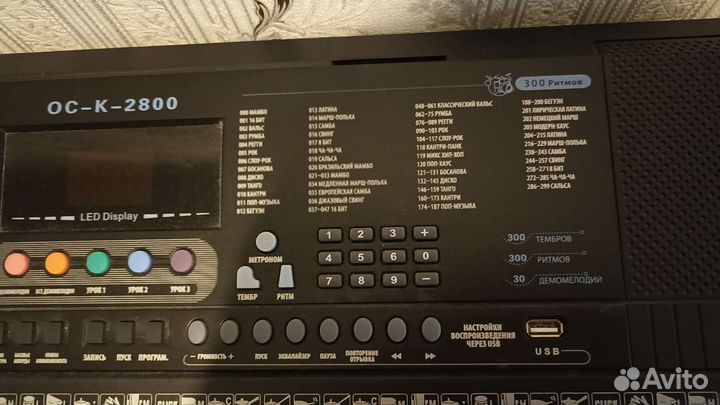 OC-K-2800
300 Ритмов
000 МАМБО
001 16 БИТ
002 ВАЛЬС
003 РУМБА
004 РЕГГИ
005 РОК
006 СЛОУ-РОК
007 БОСАНОВА
008 ДИСКО
009 ТАНГО
010 КАНТРИ
011 ПОП-МУЗЫКА
012 БЕГУЭН
013 ЛАТИНА
014 МАРШ-ПОЛЬКА
015 САМБА
016 СВИНГ
017 8 БИТ
018 ЧА-ЧА-ЧА
019 САЛЬСА
020 БРАЗИЛЬСКИЙ МАМБО
021-033 МАМБО
034 МЕДЛЕННАЯ МАРШ-ПОЛЬКА
035 ЕВРОПЕЙСКАЯ САМБА
036 ДЖАЗОВЫЙ СВИНГ
037-047 16 БИТ
048-061 КЛАССИЧЕСКИЙ ВАЛЬС
062-75 РУМБА
076-089 РЕГГИ
090-103 РОК
104-117 СЛОУ-РОК
118 КАНТРИ-ПАНК
119 МИКС ХИП-ХОП
120 ПОП-ХАУС
121-131 БОСАНОВА
132-145 ДИСКО
146-159 ТАНГО
160-173 КАНТРИ
174-187 ПОП-МУЗЫКА
188-200 БЕГУЭН
201 ЛИРИЧЕСКАЯ ЛАТИНА
202 НЕМЕЦКИЙ МАРШ
203 МОДЕРН-ХАУС
204-215 ЛАТИНА
216-229 МАРШ-ПОЛЬКА
230-243 САМБА
244-257 СВИНГ
258-271 8 БИТ
272-285 ЧА-ЧА-ЧА
286-299 САЛЬСА
LED Display
МЕТРОНОМ
ТЕМБР
РИТМ
1 2 3 +
4 5 6 0
7 8 9 -
300 ТЕМБРОВ
300 РИТМОВ
30 ДЕМОМЕЛОДИЙ
УРОК 1
УРОК 2
УРОК 3
ЗАПИСЬ
ПУСК
ПРОГРАМ.
- ГРОМКОСТЬ +
ПУСК
ЭКВАЛАЙЗЕР
ПАУЗА
ПОВТОРЕНИЕ
ОТРЫВКА
НАСТРОЙКИ
ВОСПРОИЗВЕДЕНИЯ
ЧЕРЕЗ USB
USB
Avito